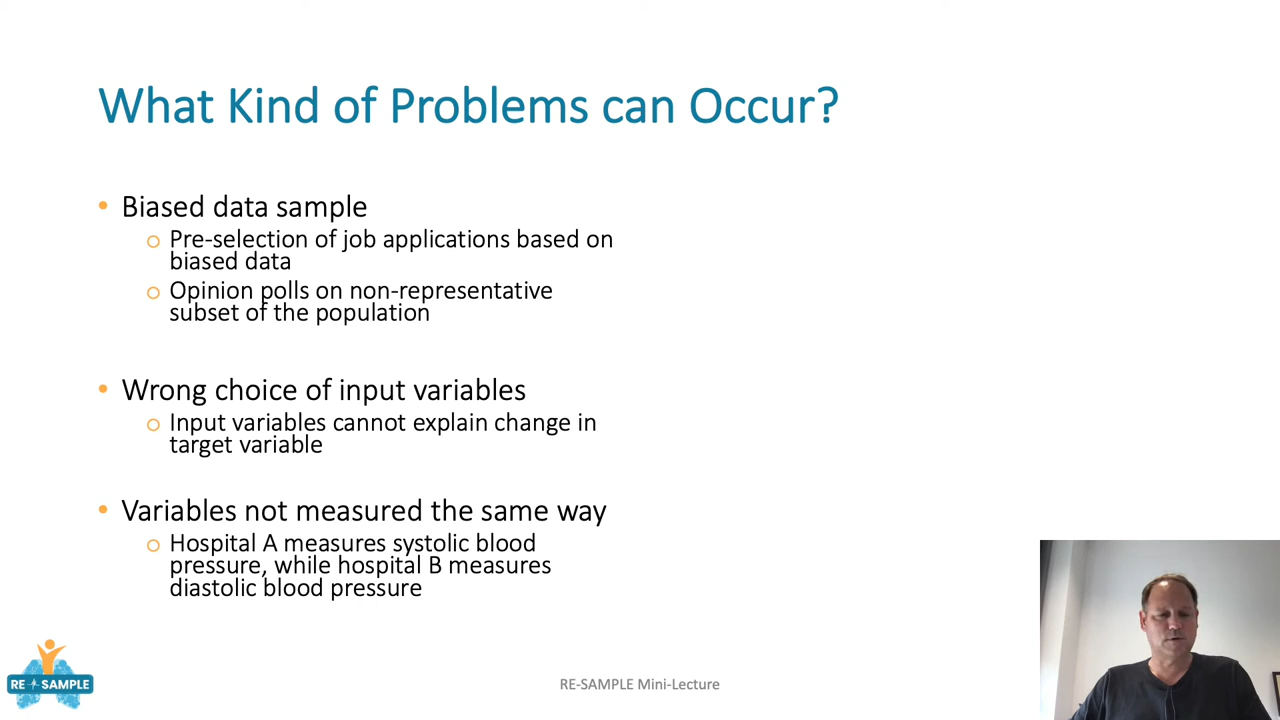 What Kind of Problems can Occur?
• Biased data sample
o Pre-selection of job applications based on
biased data
o Opinion polls on non-representative
subset of the population
• Wrong choice of input variables
o Input variables cannot explain change in
target variable
• Variables not measured the same way
o Hospital A measures systolic blood
pressure, while hospital B measures
diastolic blood pressure
RE SAMPLE
RE-SAMPLE Mini-Lecture